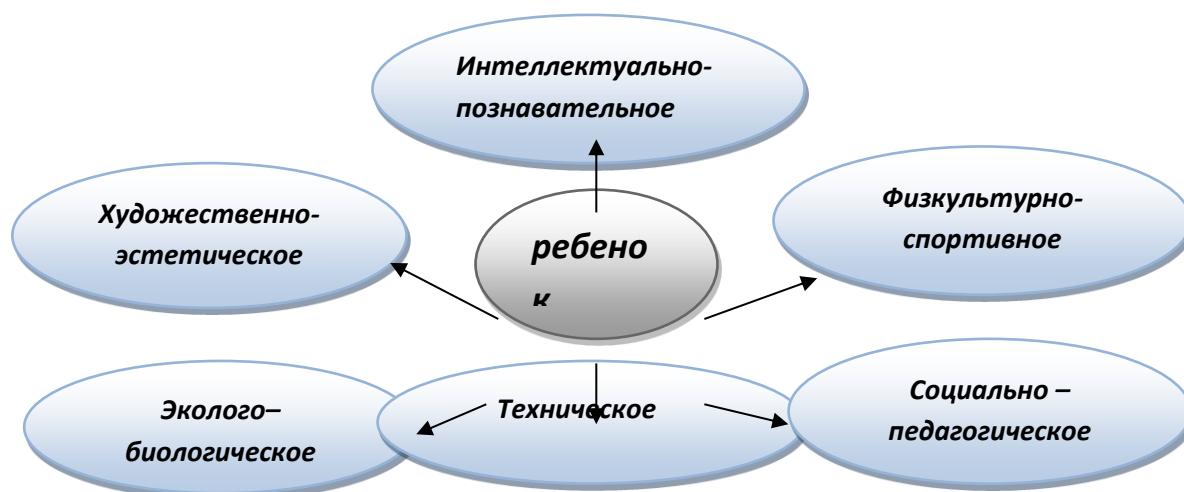 Интеллектуально-
познавательное
Художественно-
эстетическое
ребено
к
Физкультурно-
спортивное
Эколого–
биологическое
Техническое
Социально –
педагогическое